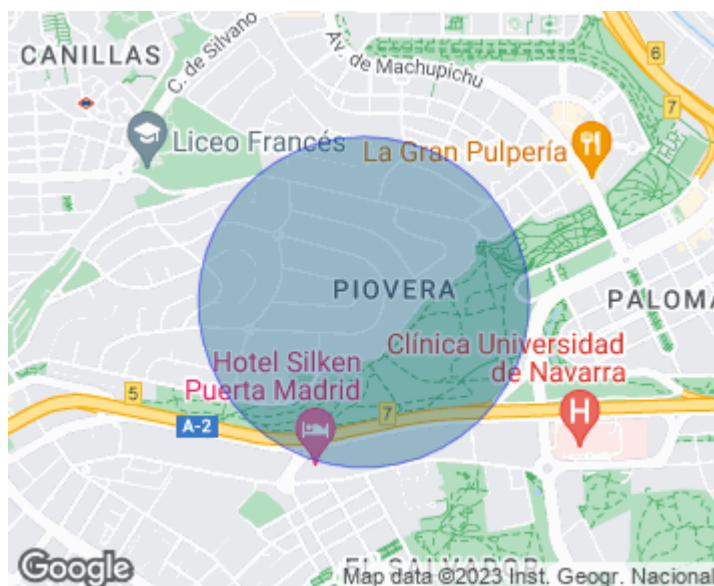 CANILLAS
C. de Silvano
Av. de Machupichu
6
7
Liceo Francés
La Gran Pulpería
PIOVERA
PALOMA
Hotel Silken
Puerta Madrid
Clínica Universidad
de Navarra
5
7
A-2
H
EL SALVADOR
Google
Map data ©2023 Inst. Geogr. Nacional